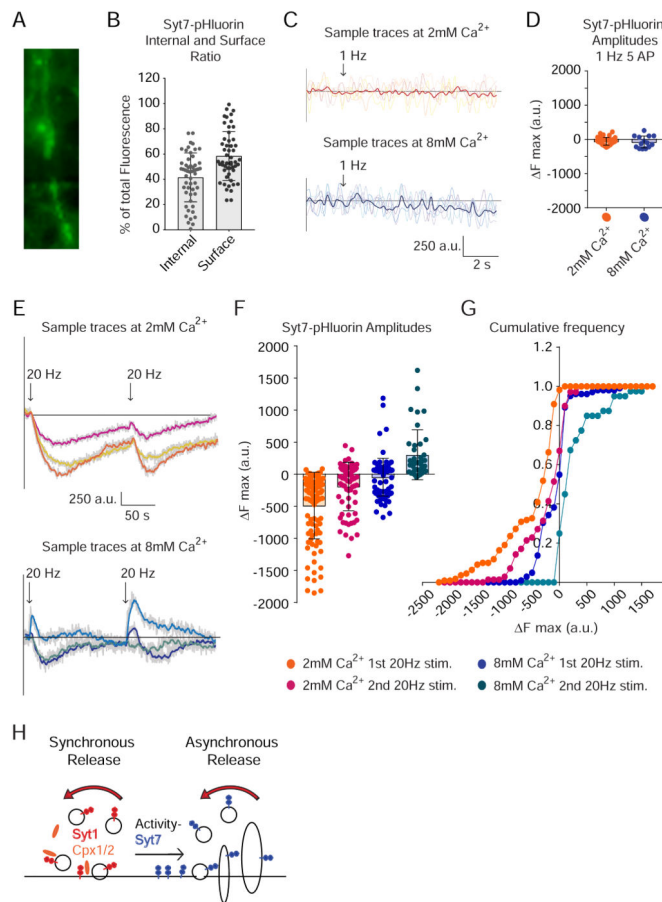 A
B
Syt7-pHluorin
Internal and Surface
Ratio
% of total Fluorescence
120
100
80
60
40
20
0
Internal
Surface
C
Sample traces at 2mM Ca²⁺
1 Hz
Sample traces at 8mM Ca²⁺
1 Hz
250 a.u.
2 s
D
Syt7-pHluorin
Amplitudes
1 Hz 5 AP
ΔF max (a.u.)
2000
1000
0
-1000
-2000
2mM Ca²⁺
8mM Ca²⁺
E
Sample traces at 2mM Ca²⁺
20 Hz
20 Hz
250 a.u.
50 s
Sample traces at 8mM Ca²⁺
20 Hz
20 Hz
F
Syt7-pHluorin Amplitudes
ΔF max (a.u.)
2000
1500
1000
500
0
-500
-1000
-1500
-2000
G
Cumulative frequency
1.2
1.0
0.8
0.6
0.4
0.2
-2500
-2000
-1500
-1000
-500
0
500
1000
1500
ΔF max (a.u.)
2mM Ca²⁺ 1st 20Hz stim.
8mM Ca²⁺ 1st 20Hz stim.
2mM Ca²⁺ 2nd 20Hz stim.
8mM Ca²⁺ 2nd 20Hz stim.
H
Synchronous
Release
Asynchronous
Release
Syt1
Cpx1/2
Activity-
Syt7